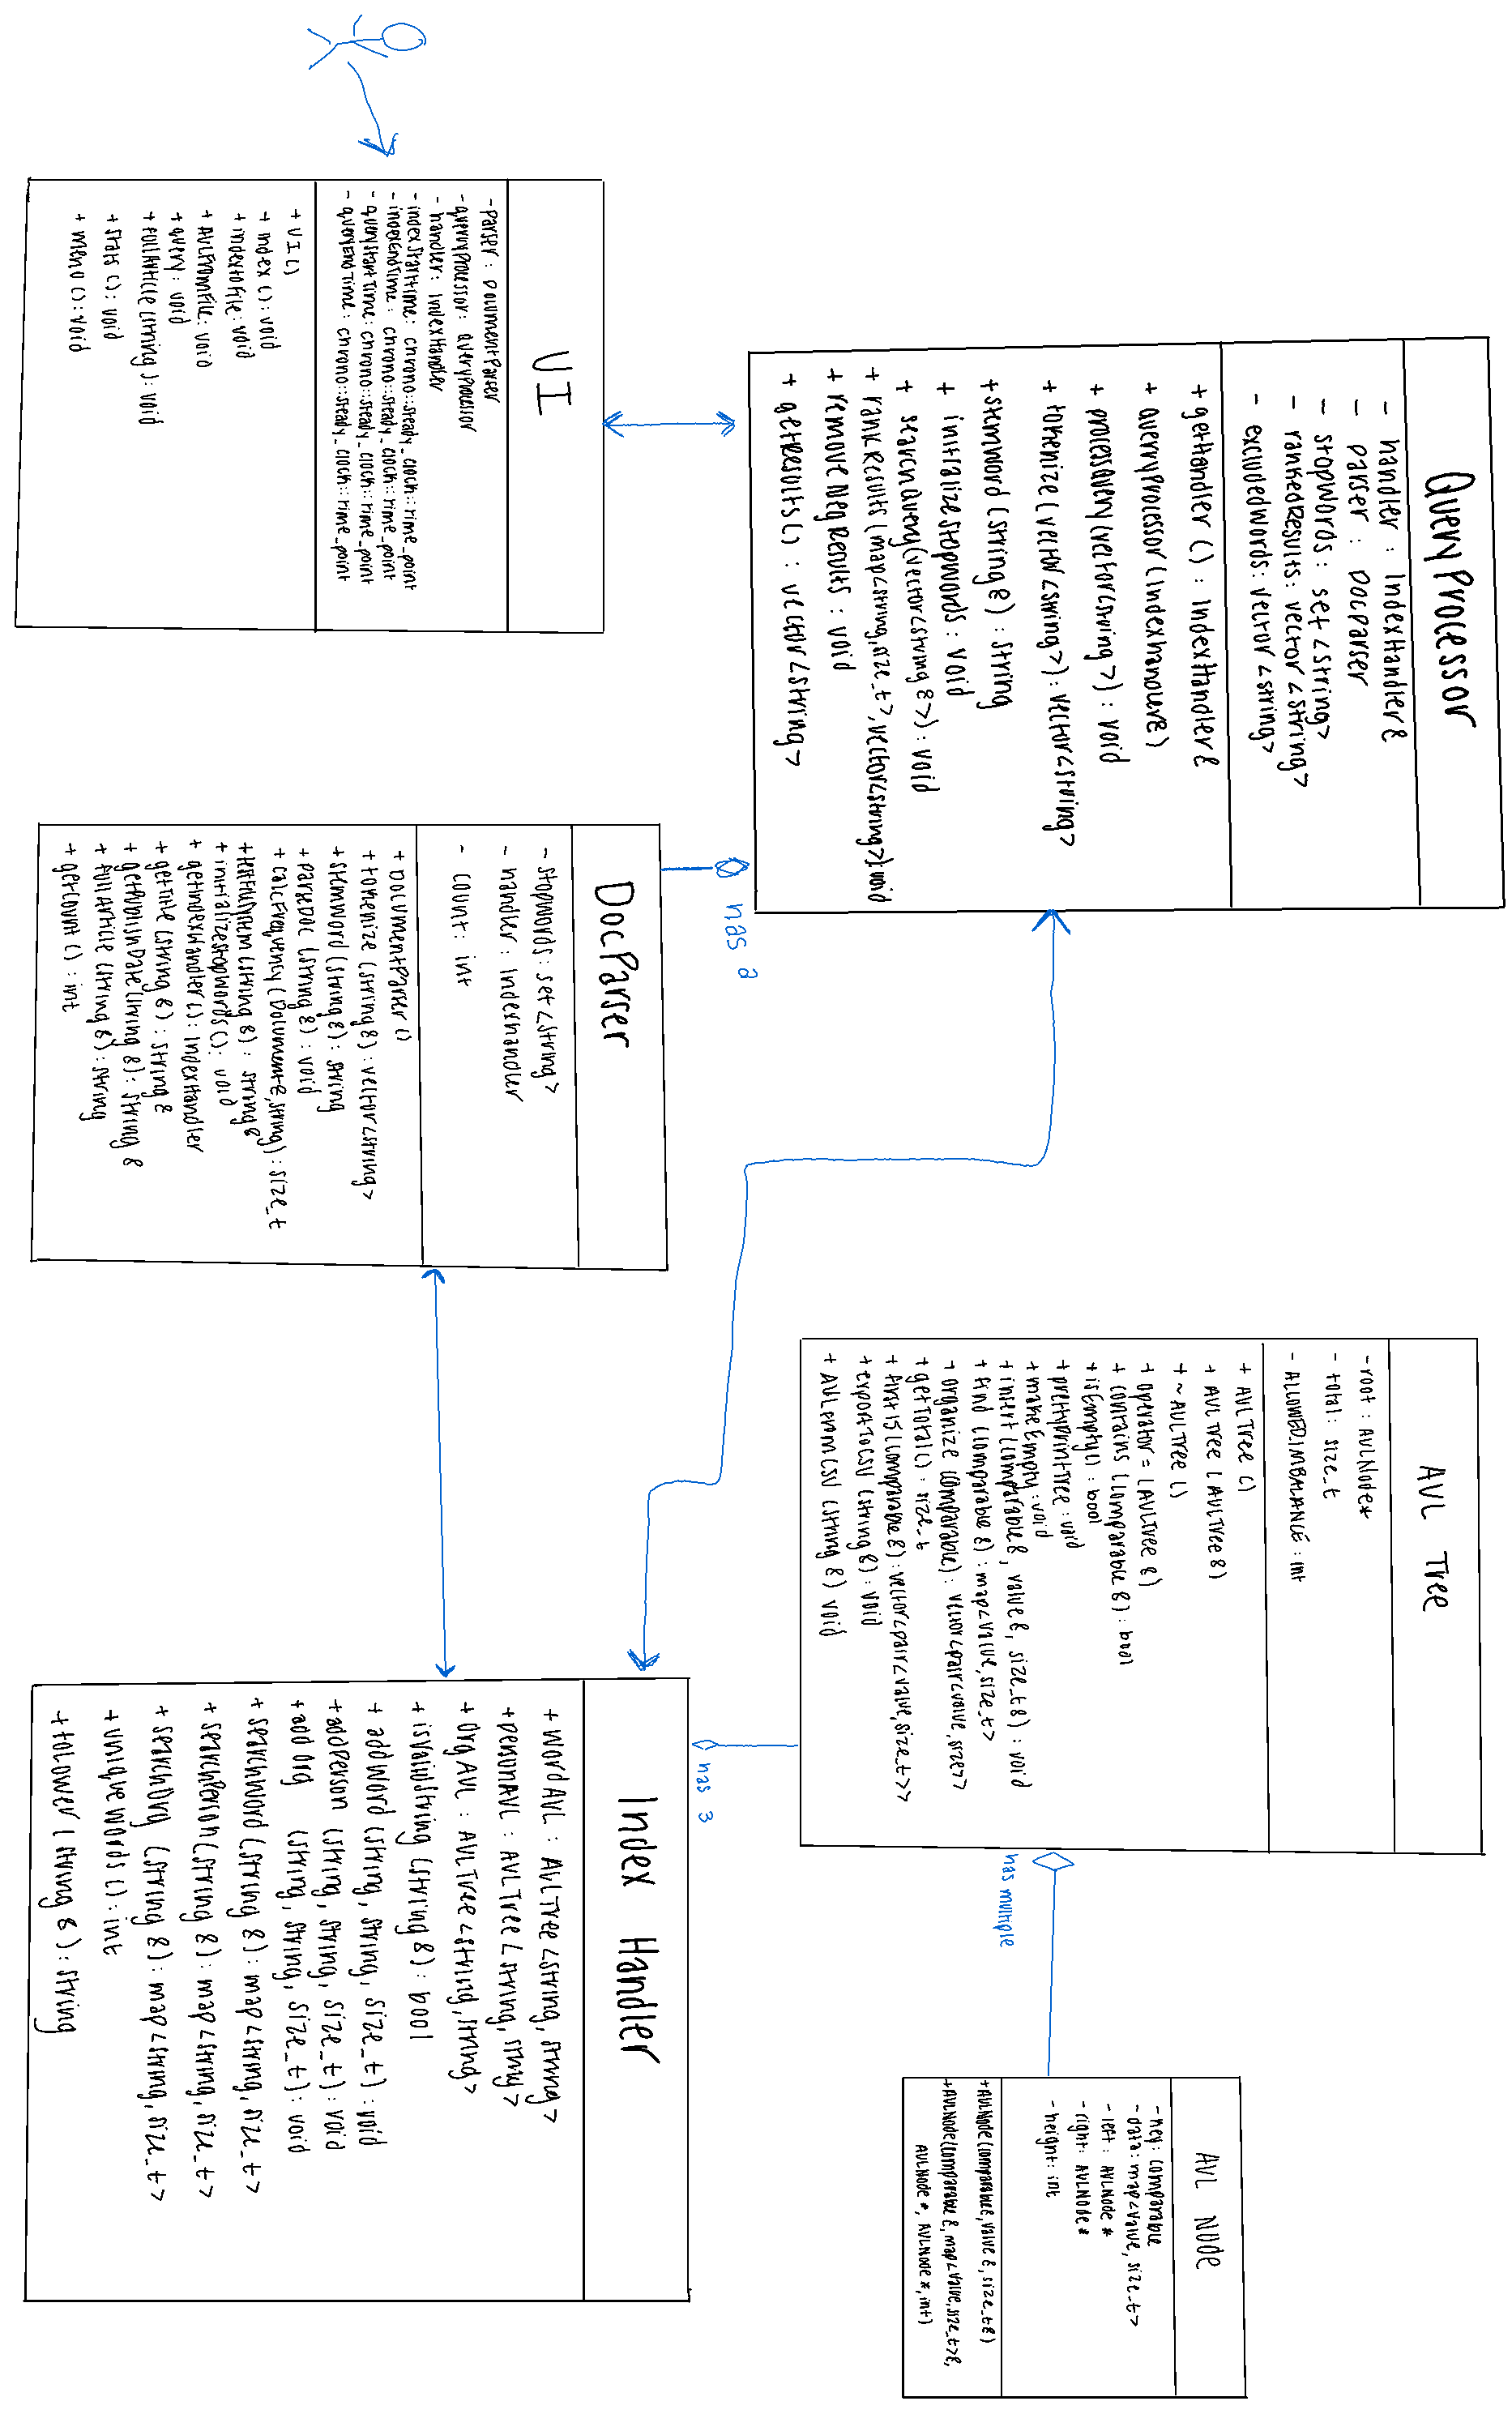 UI
- parser : DocumentParser
- queryProcessor : QueryProcessor
- handler : IndexHandler
- indexStartTime : chrono::steady_clock::time_point
- indexEndTime : chrono::steady_clock::time_point
- queryStartTime : chrono::steady_clock::time_point
- queryEndTime : chrono::steady_clock::time_point
+ UI ()
+ Index () : void
+ indextoFile : void
+ AVLfromFile : void
+ query : void
+ fullArticle (string) : void
+ stats () : void
+ menu () : void
QueryProcessor
- handler : IndexHandler &
- parser : DocParser
- stopWords : set <string>
- rankedResults : vector <string>
- excludedWords : vector <string>
+ getHandler () : IndexHandler &
+ QueryProcessor (IndexHandler&)
+ processQuery (vector<string>) : void
+ tokenize (vector <string>) : vector <string>
+ stemWord (string &) : string
+ initializeStopWords : void
+ searchQuery (vector <string &>) : void
+ rankResults (map<string, size_t>, vector<string>) : void
+ removeNegResults : void
+ getResults () : vector <string>
has a
DocParser
- stopWords : set <string>
- handler : IndexHandler
- count : int
+ DocumentParser ()
+ tokenize (string &) : vector <string>
+ stemWord (string &) : string
+ parseDoc (string &) : void
+ calcFrequency (Document&, string) : size_t
(string &) : string &
+ initializeStopWords () : void
+ getIndexHandler () : IndexHandler
+ getTitle (string &) : string &
+ getPublishDate (string &) : string &
+ fullArticle (string &) : string
+ getCount () : int
AVL Tree
- root : AVLNode*
- total : size_t
- ALLOWED_IMBALANCE : int
+ AVLTree ()
+ AVLTree (AVLTree &)
+ ~AVLTree ()
+ operator = (AVLTree &)
+ contains (comparable &) : bool
+ isEmpty () : bool
+ prettyPrintTree : void
+ makeEmpty : void
+ insert (comparable &, value &, size_t &) : void
+ find (comparable &) : map <value, size_t>
+ organize (comparable) : vector <pair <value, size_t>>
+ getTotal () : size_t
+ first15 (comparable &) : vector <pair <value, size_t>>
+ exportToCSV (string &) : void
+ AVLfromCSV (string &) void
has 3
has multiple
Index Handler
+ wordAVL : AVLTree <string, string>
+ personAVL : AVLTree <string, string>
+ OrgAVL : AVLTree <string, string>
+ isValidString (string &) : bool
+ addWord (string, string, size_t) : void
+ addPerson (string, string, size_t) : void
+ add Org (string, string, size_t) : void
+ searchWord (string &) : map <string, size_t>
+ searchPerson (string &) : map <string, size_t>
+ searchOrg (string &) : map <string, size_t>
+ uniqueWords () : int
+ toLower (string &) : string
AVL Node
- key : comparable
- data : map <value, size_t>
- left : AVLNode *
- right : AVLNode *
- height : int
+ AVLNode (comparable&, value &, size_t &)
+ AVLNode (comparable &, map <value, size_t> &,
AVLNode *, AVLNode *, int)